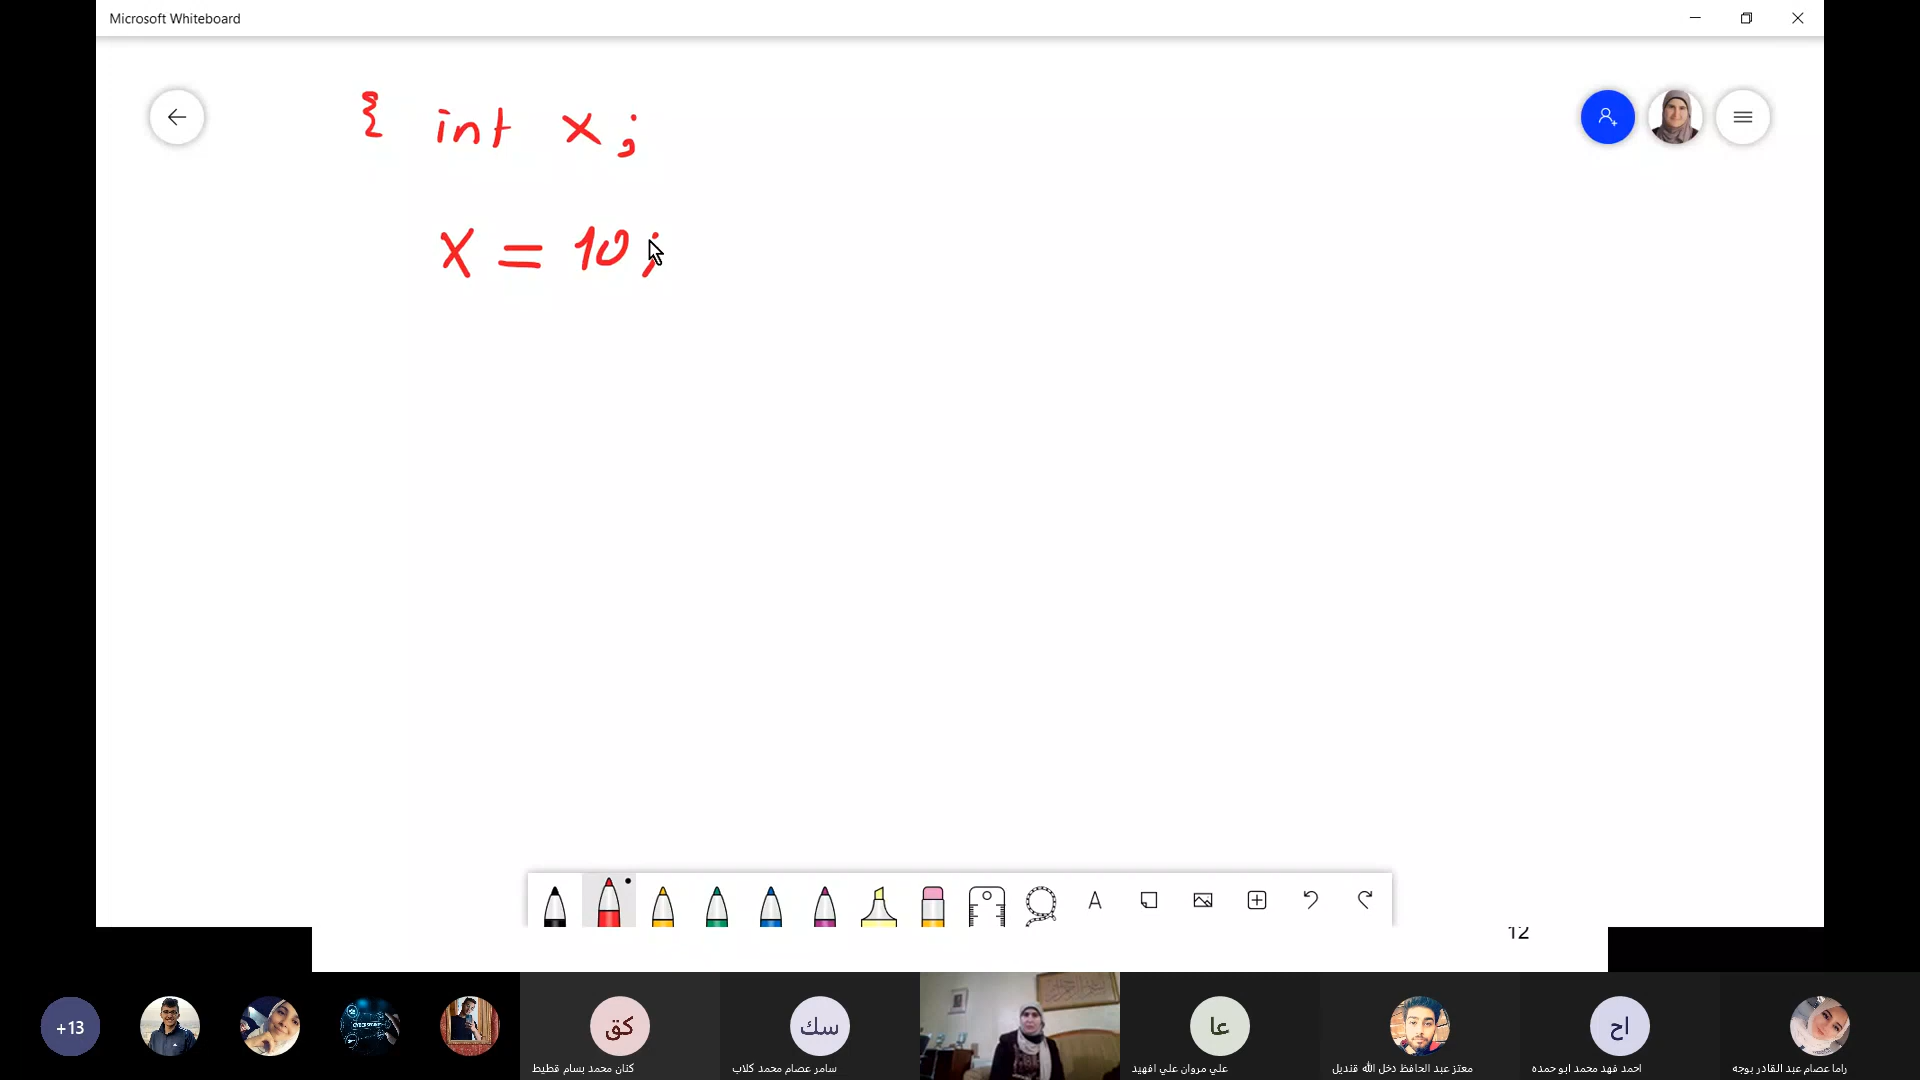 Microsoft Whiteboard
{ int x;
x = 10;
A
12
+13
كق
سك
عا
اح
كنان محمد بسام قطيط
سامر عصام محمد كلاب
علي مروان علي افهيد
معتز عبد الحافظ دخل الله قنديل
احمد فهد محمد ابو حمده
راما عصام عبد القادر بوجه